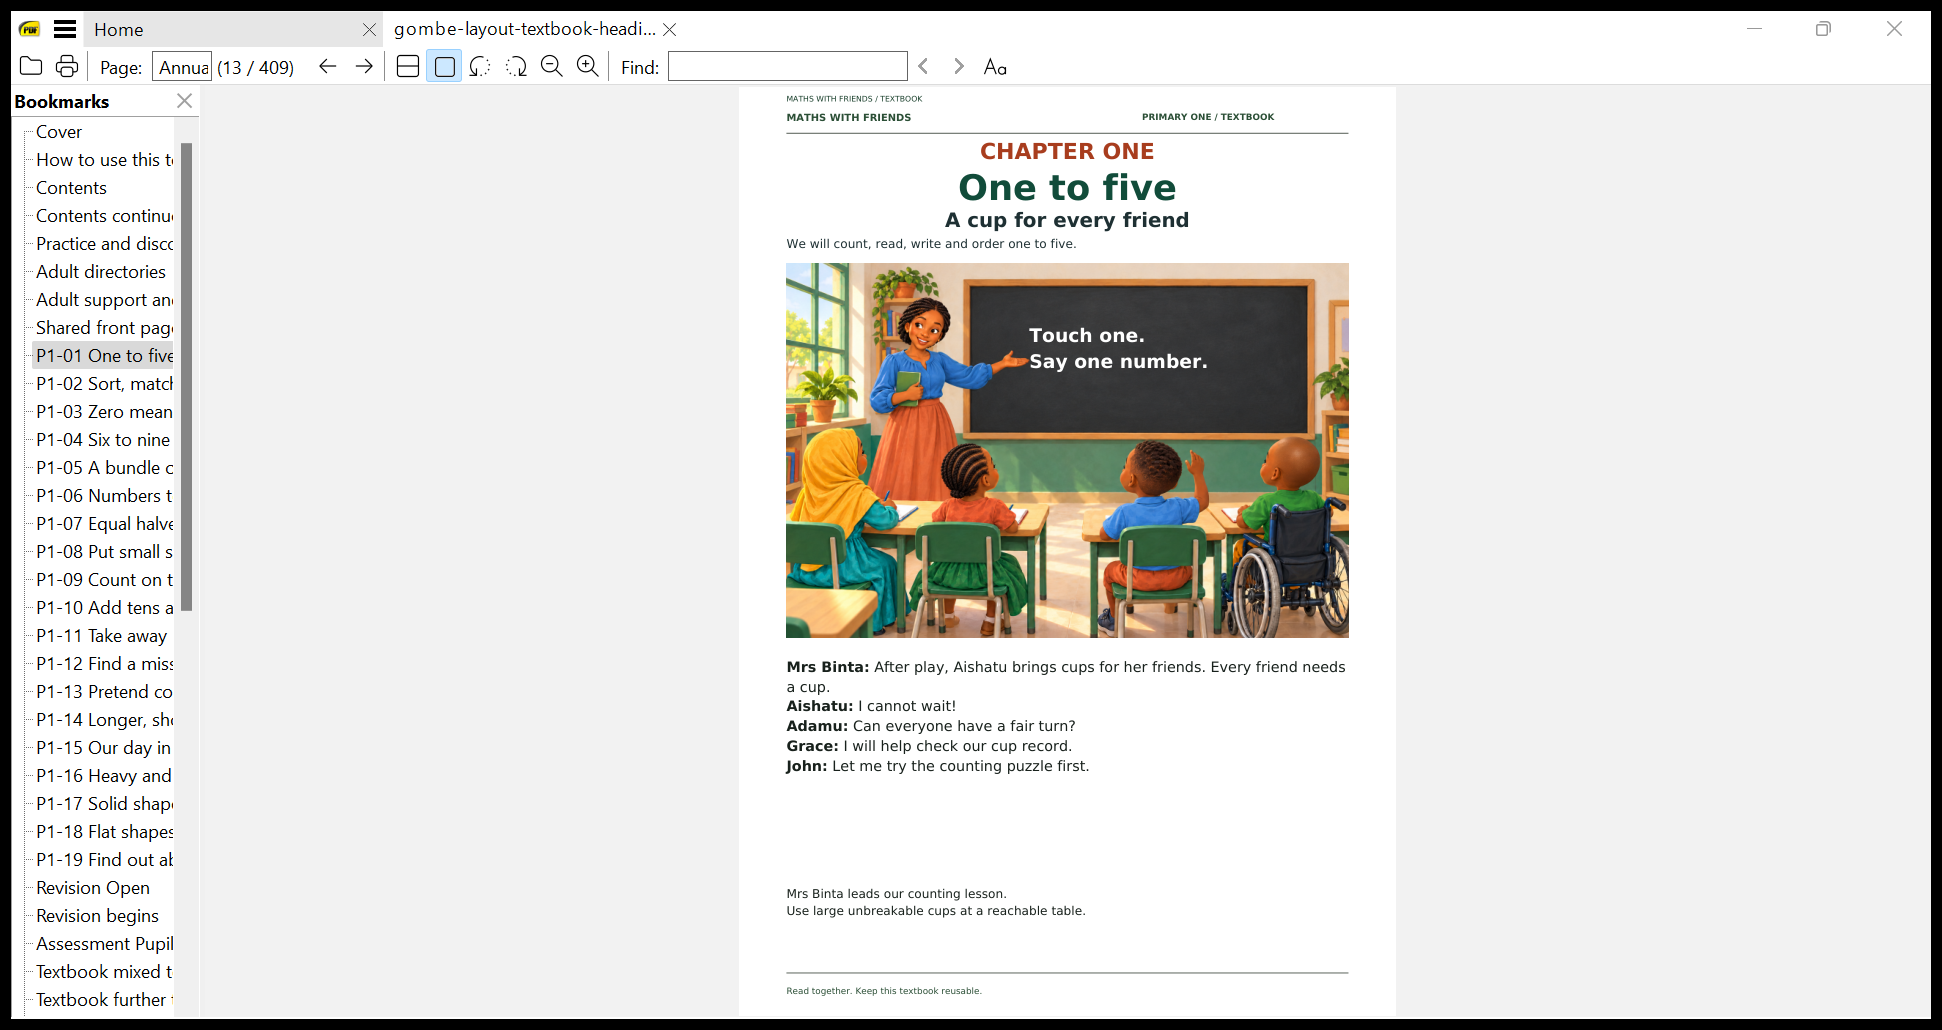 Home
gombe-layout-textbook-headi...
Page: Annua (13 / 409)
Find:
Aa
Bookmarks
Cover
How to use this t
Contents
Contents continu
Practice and disc
Adult directories
Adult support an
Shared front pag
P1-01 One to five
P1-02 Sort, match
P1-03 Zero mean
P1-04 Six to nine
P1-05 A bundle o
P1-06 Numbers t
P1-07 Equal halve
P1-08 Put small s
P1-09 Count on t
P1-10 Add tens a
P1-11 Take away
P1-12 Find a miss
P1-13 Pretend co
P1-14 Longer, sho
P1-15 Our day in
P1-16 Heavy and
P1-17 Solid shap
P1-18 Flat shapes
P1-19 Find out ab
Revision Open
Revision begins
Assessment Pupil
Textbook mixed t
Textbook further
MATHS WITH FRIENDS / TEXTBOOK
MATHS WITH FRIENDS PRIMARY ONE / TEXTBOOK
CHAPTER ONE
One to five
A cup for every friend
We will count, read, write and order one to five.
Touch one.
Say one number.
Mrs Binta: After play, Aishatu brings cups for her friends. Every friend needs
a cup.
Aishatu: I cannot wait!
Adamu: Can everyone have a fair turn?
Grace: I will help check our cup record.
John: Let me try the counting puzzle first.
Mrs Binta leads our counting lesson.
Use large unbreakable cups at a reachable table.
Read together. Keep this textbook reusable.